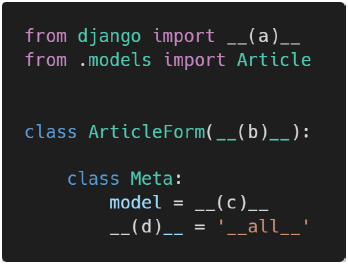 from django import __(a)__
from .models import Article
class ArticleForm(__(b)__):
class Meta:
model = __(c)__
__(d)__ = '__all__'